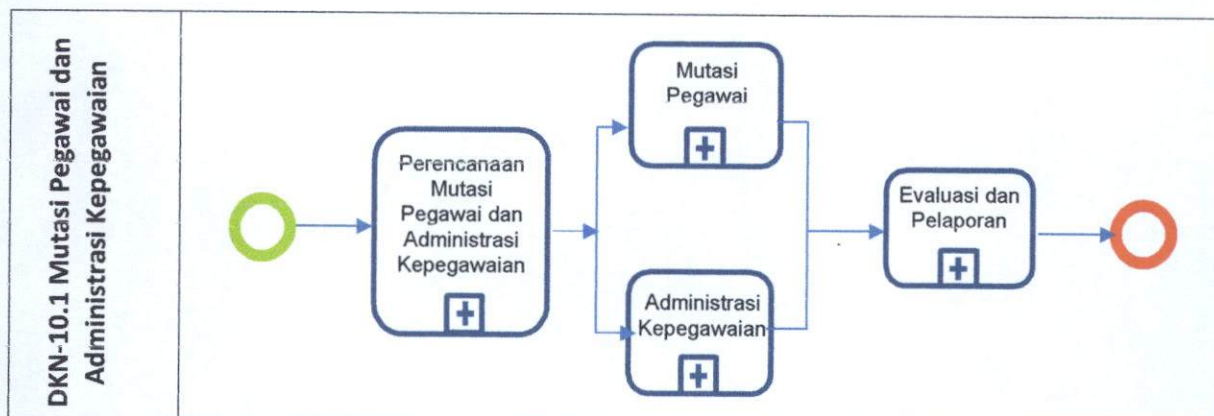 DKN-10.1 Mutasi Pegawai dan
Administrasi Kepegawaian
Perencanaan
Mutasi
Pegawai dan
Administrasi
Kepegawaian
Mutasi
Pegawai
Administrasi
Kepegawaian
Evaluasi dan
Pelaporan